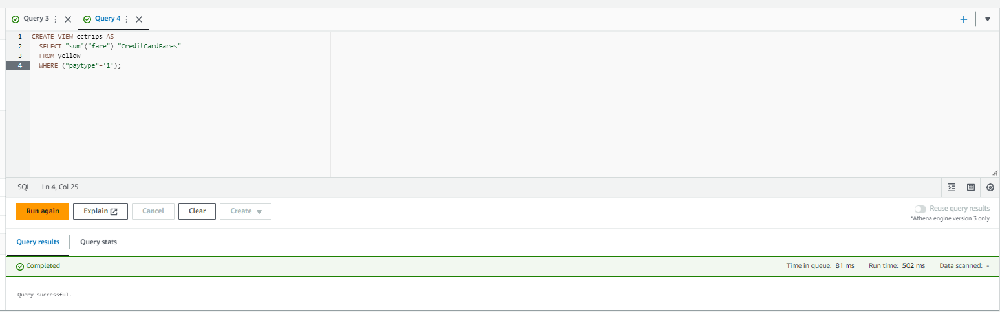 Query 3
Query 4
1 CREATE VIEW cctrips AS
2 SELECT "sum"("fare") "CreditCardFares"
3 FROM yellow
4 WHERE ("paytype"='1');
SQL Ln 4, Col 25
Run again Explain Cancel Clear Create
Reuse query results
*Athena engine version 3 only
Query results Query stats
Completed Time in queue: 81 ms Run time: 502 ms Data scanned: -
Query successful.